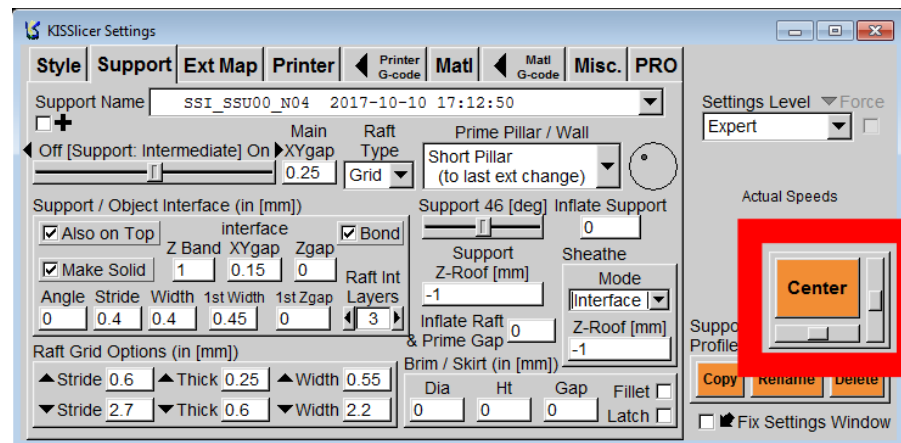 KISSlicer Settings
Style Support Ext Map Printer Printer G-code Matl Matl G-code Misc. PRO
Support Name SSI_SSU00_N04 2017-10-10 17:12:50
Settings Level Force
Expert
Main XYgap
Raft Type
Prime Pillar / Wall
Off [Support: Intermediate] On
0.25
Grid
Short Pillar
(to last ext change)
Actual Speeds
Support / Object Interface (in [mm])
Support 46 [deg]
Inflate Support
0
Also on Top
interface
Bond
Z Band XYgap Zgap
Make Solid 1 0.15 0
Raft Int
Layers
Angle Stride Width 1st Width 1st Zgap
0 0.4 0.4 0.45 0 3
Support
Z-Roof [mm]
-1
Sheathe
Mode
Interface
Z-Roof [mm]
-1
Inflate Raft
& Prime Gap 0
Center
Suppo
Profile
Copy Rename Delete
Raft Grid Options (in [mm])
Stride 0.6 Thick 0.25 Width 0.55
Stride 2.7 Thick 0.6 Width 2.2
Brim / Skirt (in [mm])
Dia Ht Gap Fillet
0 0 0 Latch
Fix Settings Window